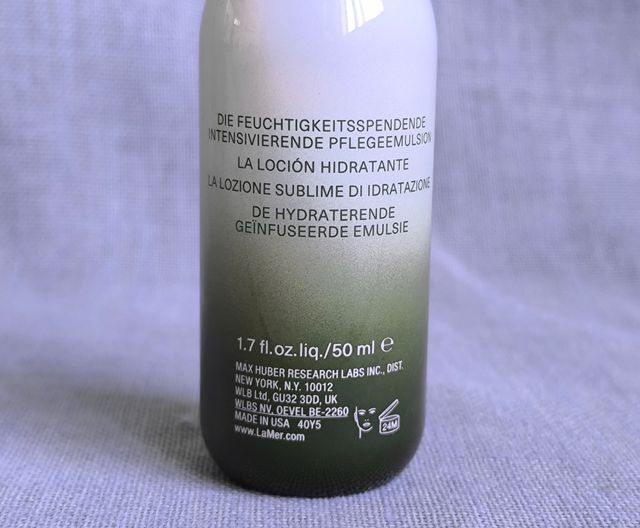 DIE FEUCHTIGKEITSSPENDENDE
INTENSIVIERENDE PFLEGEEMULSION
LA LOCIÓN HIDRATANTE
LA LOZIONE SUBLIME DI IDRATAZIONE
DE HYDRATERENDE
GEÏNFUSEERDE EMULSIE
1.7 fl.oz.liq./50 ml ℮
MAX HUBER RESEARCH LABS INC., DIST.
NEW YORK, N.Y. 10012
WLB Ltd, GU32 3DD, UK
WLBS NV. OEVEL BE-2260
MADE IN USA 40Y5
www.LaMer.com
24M